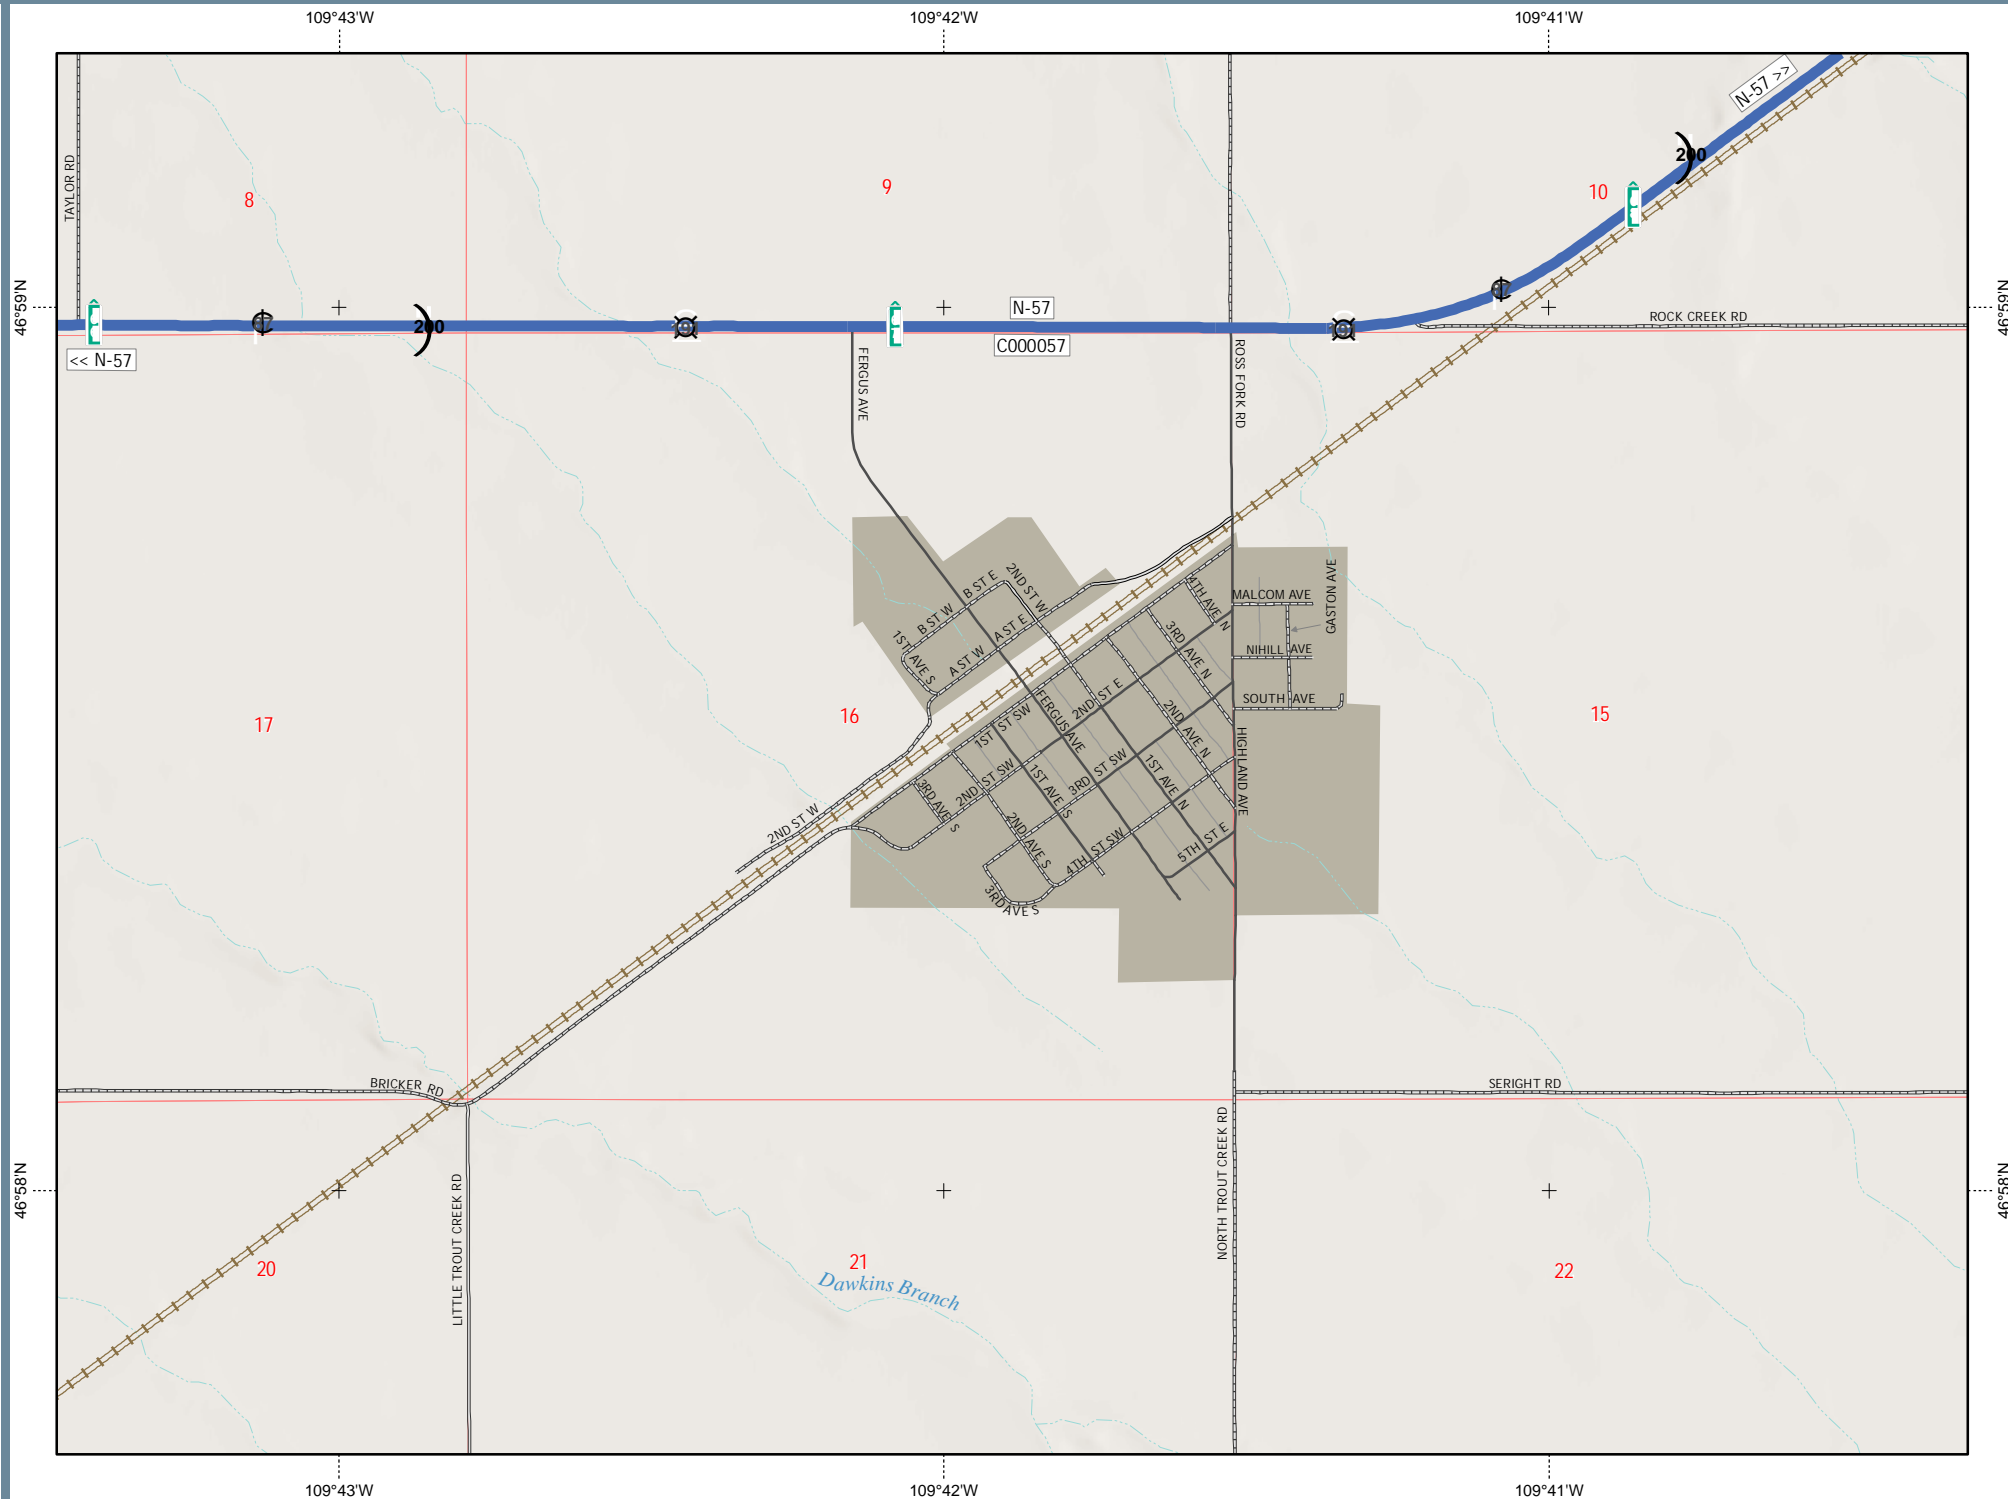 109°43'W
109°42'W
109°41'W
N-57 >>
TAYLOR RD
8
9
10
200
46°59'N
46°59'N
N-57
200
ROCK CREEK RD
<< N-57
C000057
FERGUS AVE
ROSS FORK RD
B ST E
2ND ST W
B ST W
A ST E
1ST AVE S
A ST W
4TH AVE N
MALCOM AVE
GASTON AVE
3RD AVE N
NIHILL AVE
SOUTH AVE
FERGUS AVE
2ND ST E
2ND AVE N
1ST ST SW
17
16
15
HIGHLAND AVE
3RD AVE S
2ND ST SW
1ST AVE S
3RD ST SW
1ST AVE N
2ND ST W
2ND AVE S
4TH ST SW
5TH ST E
3RD AVE S
BRICKER RD
SERIGHT RD
LITTLE TROUT CREEK RD
NORTH TROUT CREEK RD
46°58'N
46°58'N
20
21
22
Dawkins Branch
109°43'W
109°42'W
109°41'W